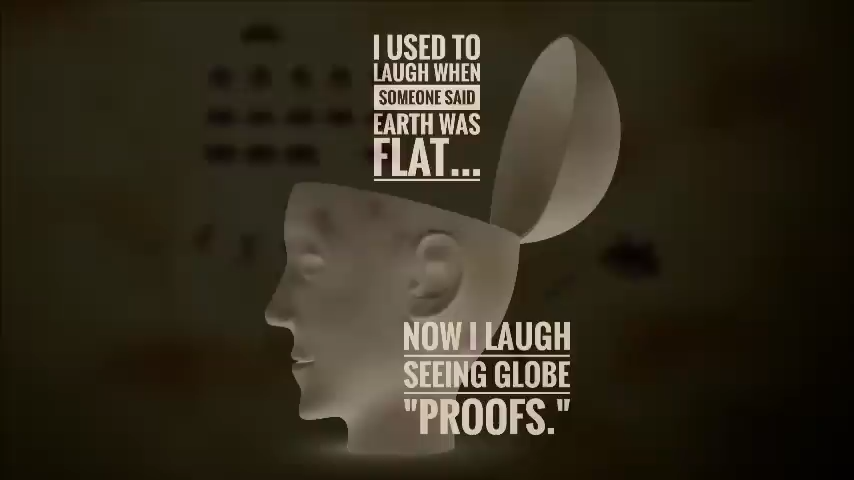 I USED TO
LAUGH WHEN
SOMEONE SAID
EARTH WAS
FLAT...
NOW I LAUGH
SEEING GLOBE
"PROOFS."